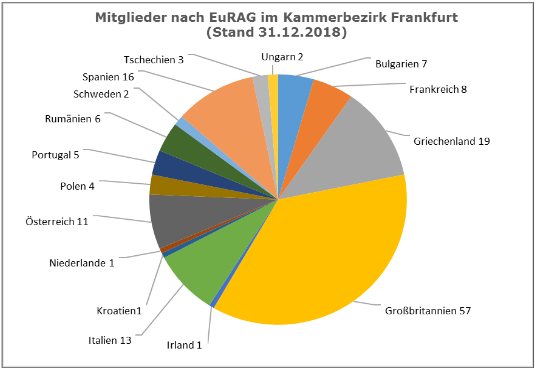 Mitglieder nach EuRAG im Kammerbezirk Frankfurt
(Stand 31.12.2018)
Ungarn 2
Bulgarien 7
Frankreich 8
Griechenland 19
Großbritannien 57
Irland 1
Italien 13
Kroatien1
Niederlande 1
Österreich 11
Polen 4
Portugal 5
Rumänien 6
Schweden 2
Spanien 16
Tschechien 3